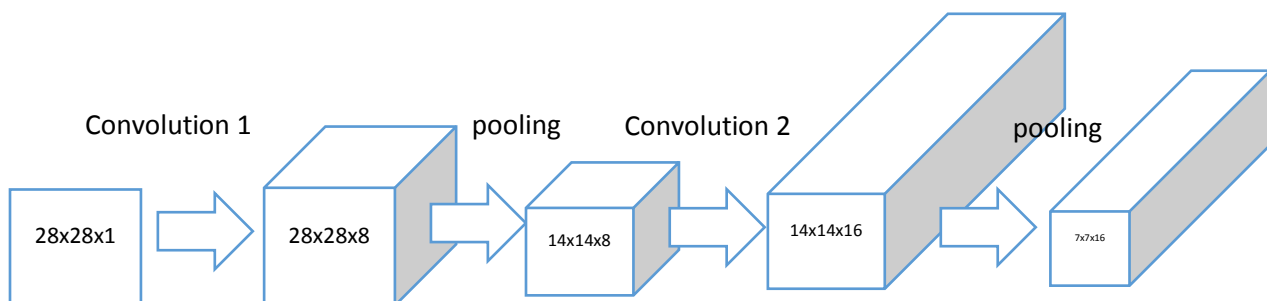 Convolution 1
pooling
Convolution 2
pooling
28x28x1
28x28x8
14x14x8
14x14x16
7x7x16